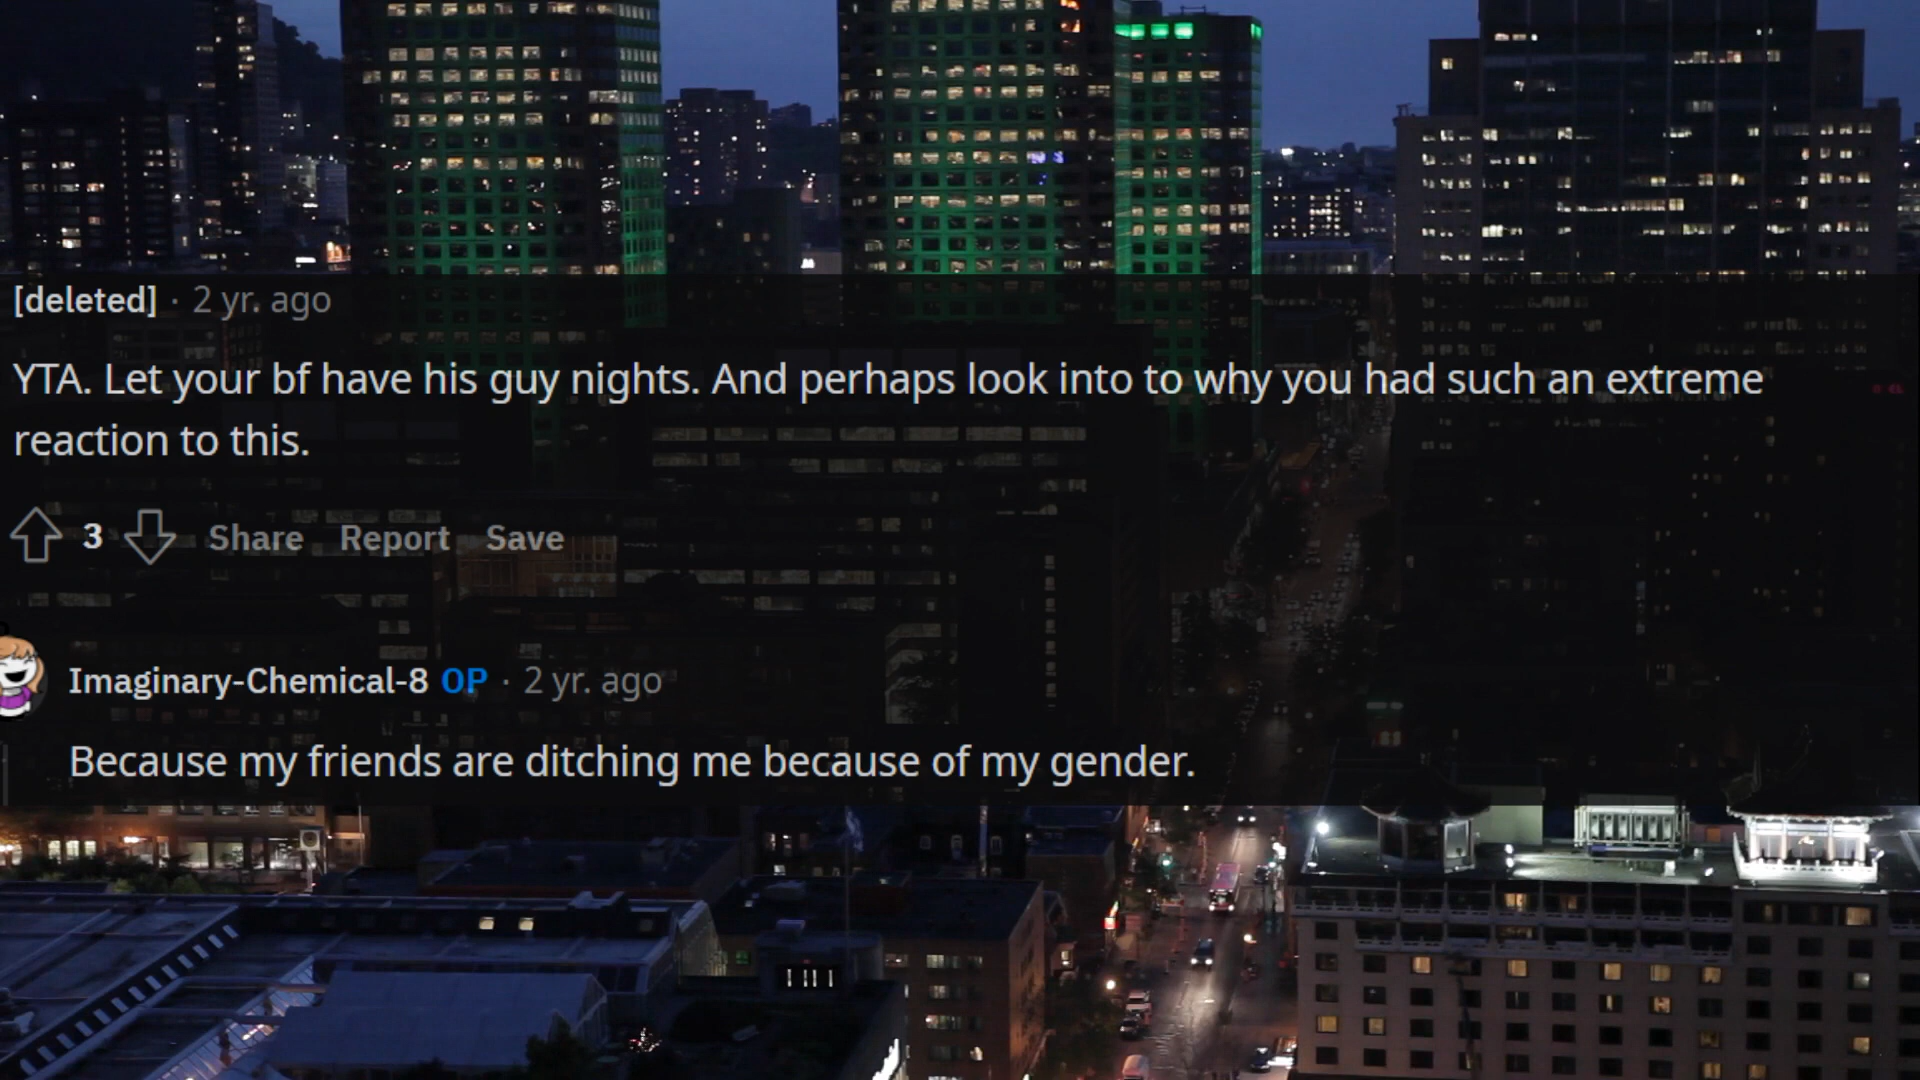 [deleted] · 2 yr. ago
YTA. Let your bf have his guy nights. And perhaps look into to why you had such an extreme
reaction to this.
3 Share Report Save
Imaginary-Chemical-8 OP · 2 yr. ago
Because my friends are ditching me because of my gender.